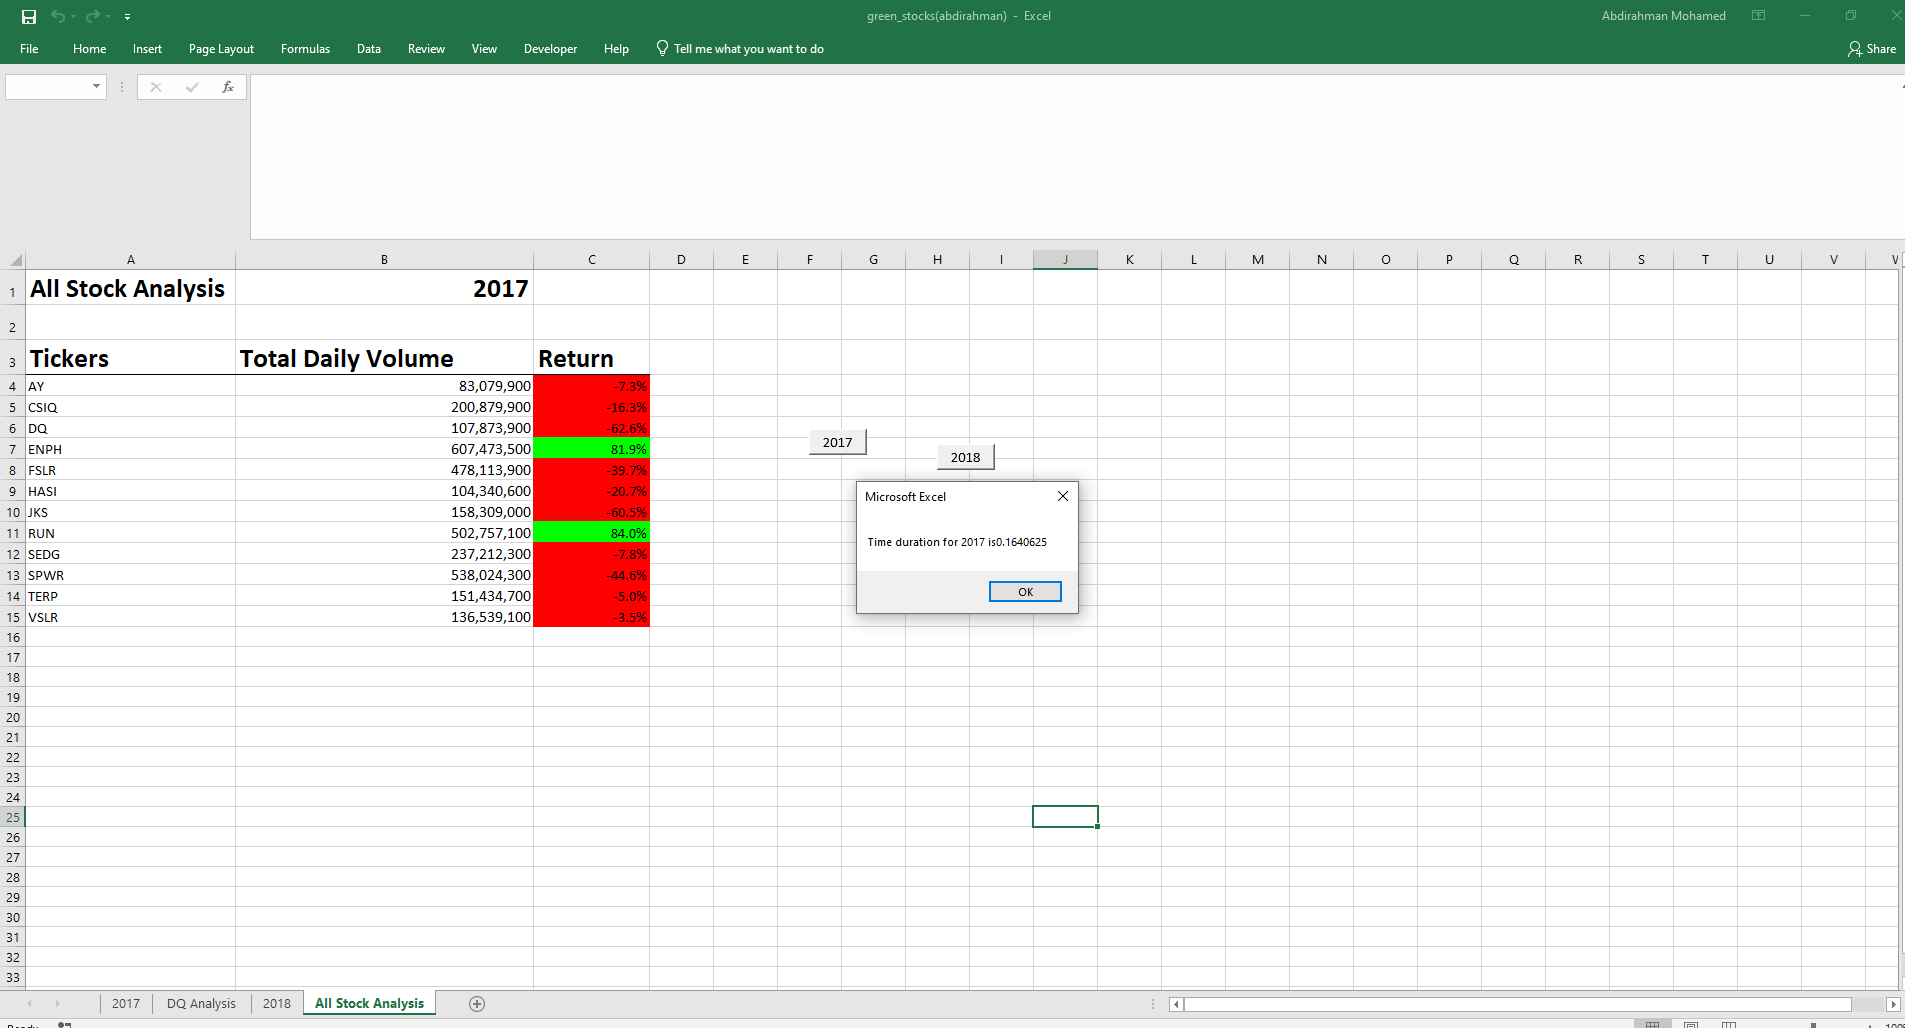 green_stocks(abdirahman) - Excel
Abdirahman Mohamed
File Home Insert Page Layout Formulas Data Review View Developer Help Tell me what you want to do Share
fx
A B C D E F G H I J K L M N O P Q R S T U V
1 All Stock Analysis 2017
2
3 Tickers Total Daily Volume Return
4 AY 83,079,900 -7.3%
5 CSIQ 200,879,900 -16.3%
6 DQ 107,873,900 -62.6%
7 ENPH 607,473,500 81.9%
8 FSLR 478,113,900 -39.7%
9 HASI 104,340,600 -20.7%
10 JKS 158,309,000 -60.5%
11 RUN 502,757,100 84.0%
12 SEDG 237,212,300 -7.8%
13 SPWR 538,024,300 -44.6%
14 TERP 151,434,700 -5.0%
15 VSLR 136,539,100 -3.5%
16
17
18
19
20
21
22
23
24
25
26
27
28
29
30
31
32
33
2017
2018
Microsoft Excel
Time duration for 2017 is0.1640625
OK
2017 DQ Analysis 2018 All Stock Analysis